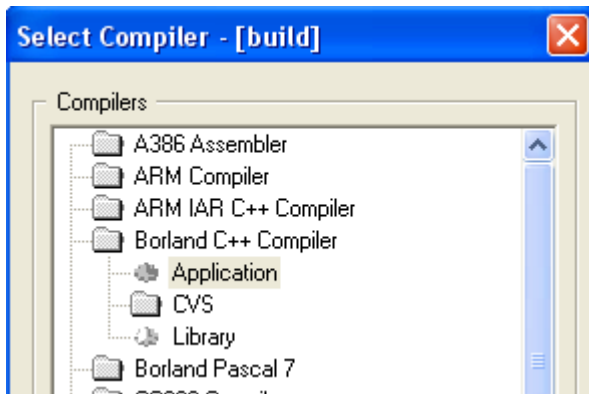 Select Compiler - [build]
Compilers
A386 Assembler
ARM Compiler
ARM IAR C++ Compiler
Borland C++ Compiler
Application
CVS
Library
Borland Pascal 7